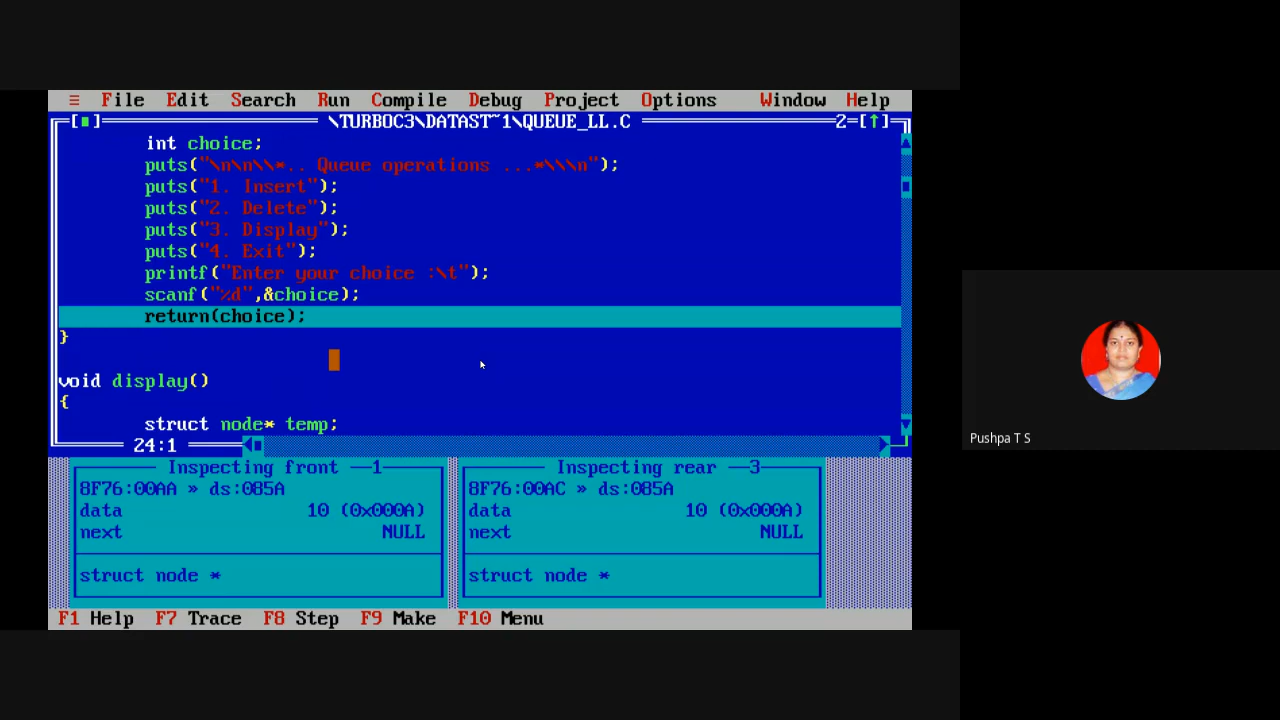 ≡ File Edit Search Run Compile Debug Project Options Window Help
[■] \TURBOC3\DATAST~1\QUEUE_LL.C 2=[↑]
int choice;
puts("\n\n\\*.. Queue operations ...*\\\n");
puts("1. Insert");
puts("2. Delete");
puts("3. Display");
puts("4. Exit");
printf("Enter your choice :\t");
scanf("%d",&choice);
return(choice);
}
void display()
{
struct node* temp;
24:1
Inspecting front 1
8F76:00AA » ds:085A
data 10 (0x000A)
next NULL
struct node *
Inspecting rear 3
8F76:00AC » ds:085A
data 10 (0x000A)
next NULL
struct node *
F1 Help F7 Trace F8 Step F9 Make F10 Menu
Pushpa T S